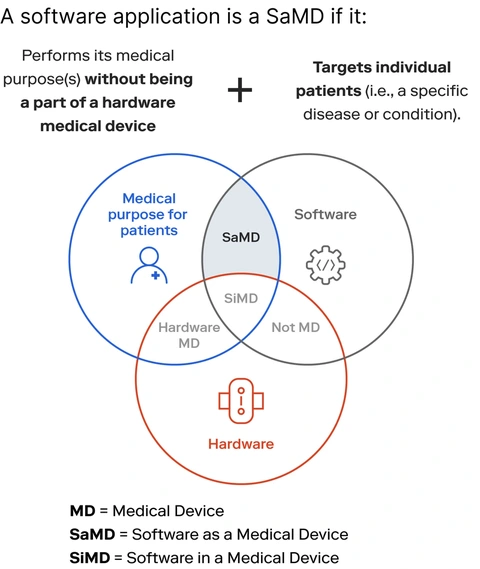 A software application is a SaMD if it:
Performs its medical
purpose(s) without being
a part of a hardware
medical device
+
Targets individual
patients (i.e., a specific
disease or condition).
Medical
purpose for
patients
Software
SaMD
</>
SiMD
Hardware
MD
Not MD
Hardware
MD = Medical Device
SaMD = Software as a Medical Device
SiMD = Software in a Medical Device